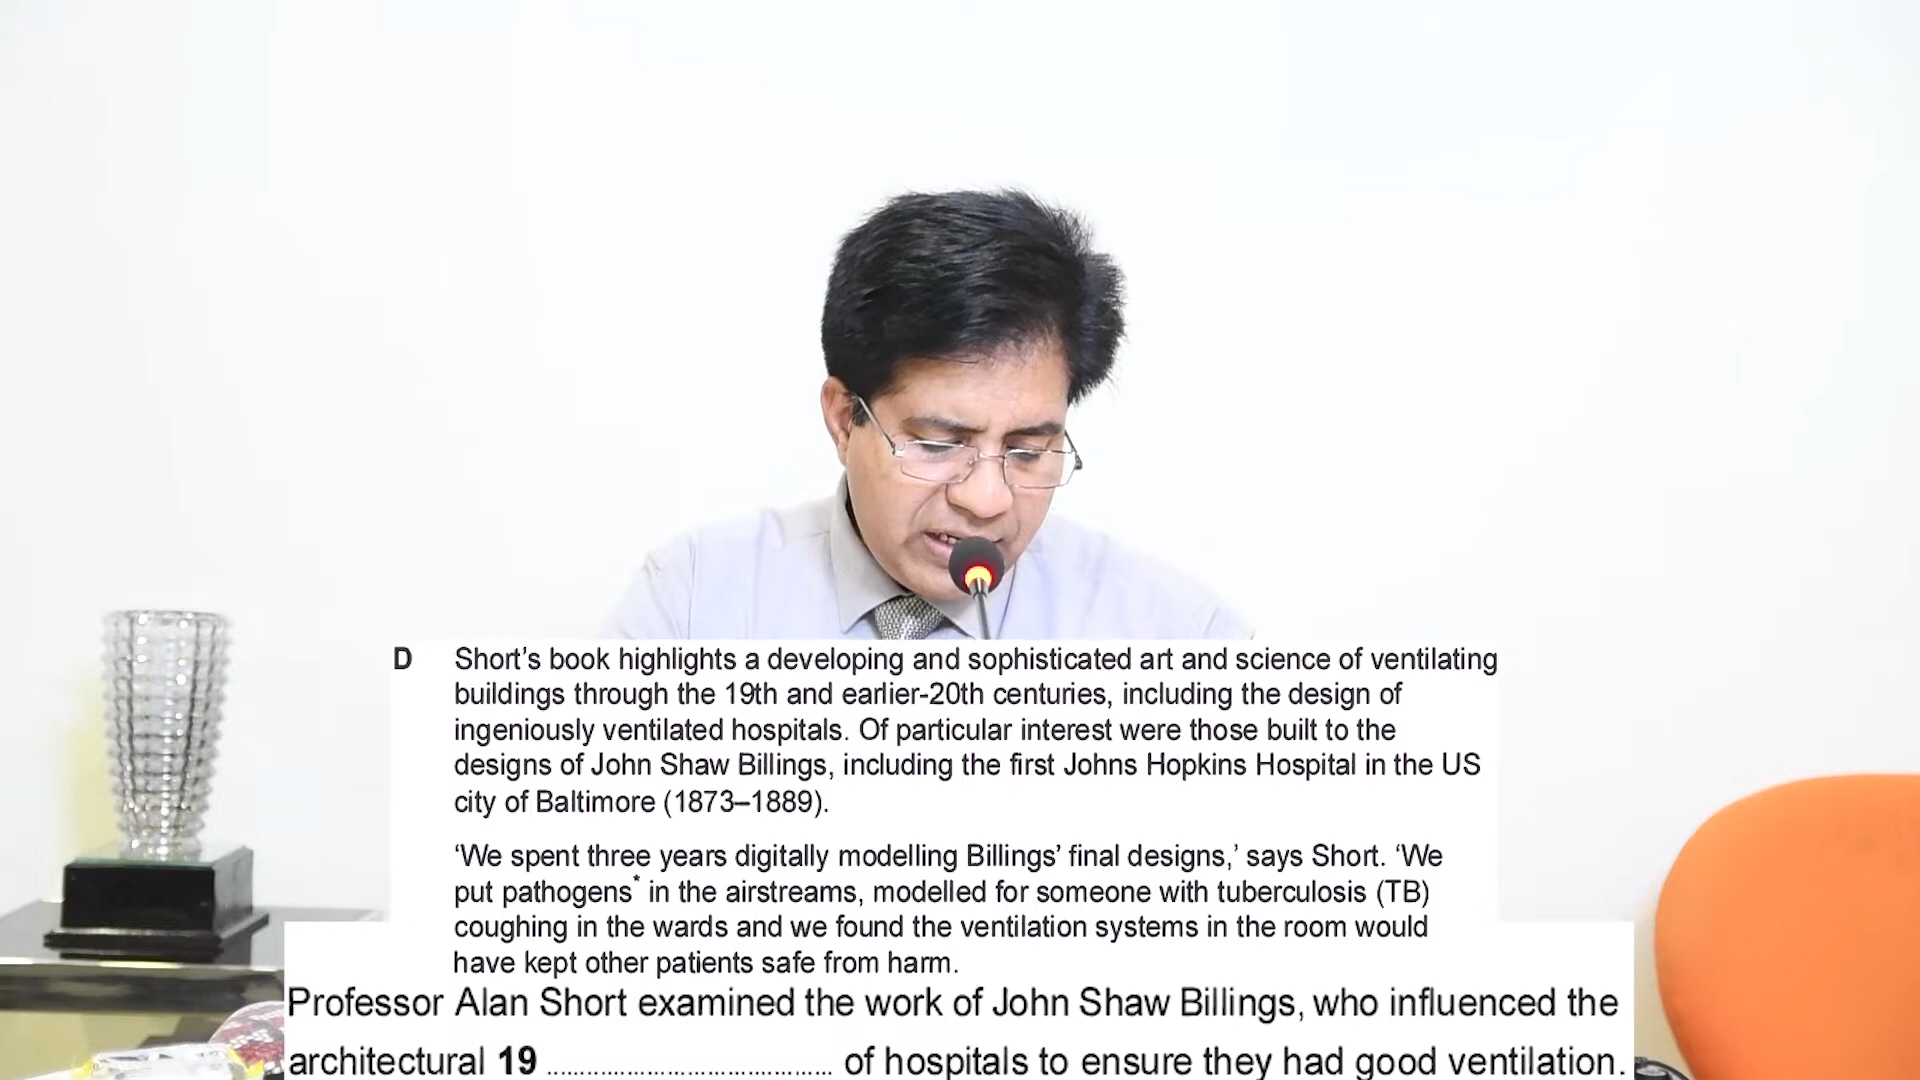 D Short's book highlights a developing and sophisticated art and science of ventilating
buildings through the 19th and earlier-20th centuries, including the design of
ingeniously ventilated hospitals. Of particular interest were those built to the
designs of John Shaw Billings, including the first Johns Hopkins Hospital in the US
city of Baltimore (1873–1889).
'We spent three years digitally modelling Billings' final designs,' says Short. 'We
put pathogens* in the airstreams, modelled for someone with tuberculosis (TB)
coughing in the wards and we found the ventilation systems in the room would
have kept other patients safe from harm.
Professor Alan Short examined the work of John Shaw Billings, who influenced the
architectural 19 ........................................ of hospitals to ensure they had good ventilation.